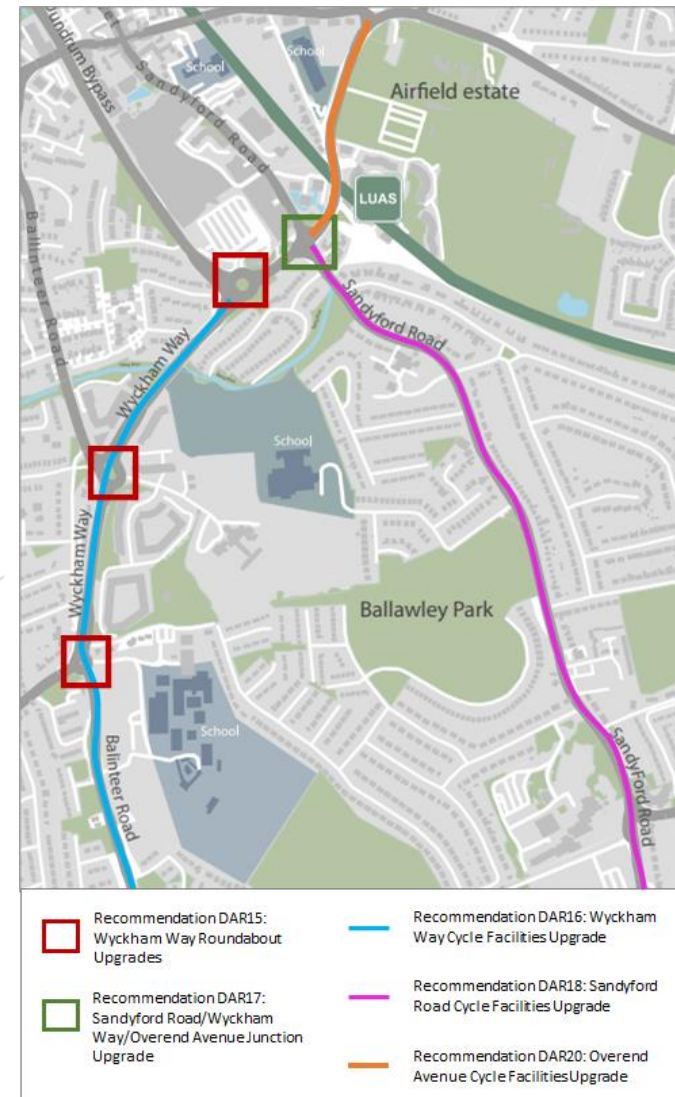 Dundrum Bypass
Sandyford Road
School
School
Airfield estate
LUAS
Ballinteer Road
Sandyford Road
Wyckham Way
School
Wyckham Way
Ballawley Park
School
Balinteer Road
SandyFord Road
Recommendation DAR15:
Wyckham Way Roundabout
Upgrades
Recommendation DAR17:
Sandyford Road/Wyckham
Way/Overend Avenue Junction
Upgrade
Recommendation DAR16: Wyckham
Way Cycle Facilities Upgrade
Recommendation DAR18: Sandyford
Road Cycle Facilities Upgrade
Recommendation DAR20: Overend
Avenue Cycle Facilities Upgrade